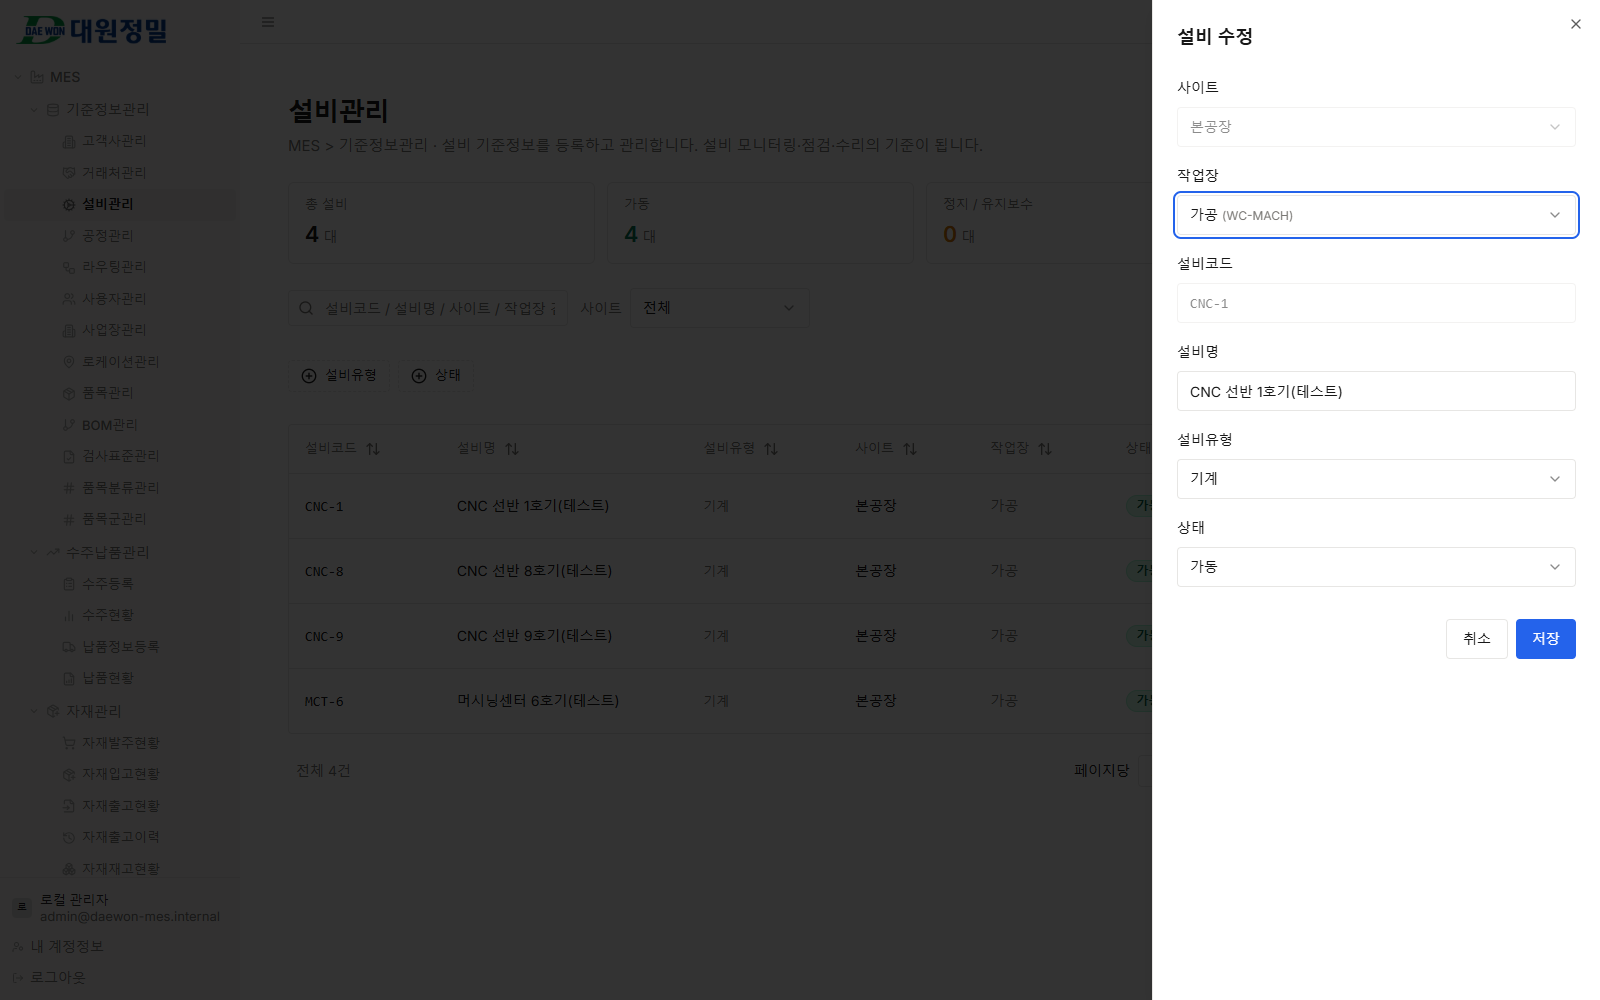 DAE WON 대원정밀
MES
기준정보관리
고객사관리
거래처관리
설비관리
공정관리
라우팅관리
사용자관리
사업장관리
로케이션관리
품목관리
BOM관리
검사표준관리
품목분류관리
품목군관리
수주납품관리
수주등록
수주현황
납품정보등록
납품현황
자재관리
자재발주현황
자재입고현황
자재출고현황
자재출고이력
자재재고현황
로
로컬 관리자
admin@daewon-mes.internal
내 계정정보
로그아웃
설비관리
MES > 기준정보관리 · 설비 기준정보를 등록하고 관리합니다. 설비 모니터링·점검·수리의 기준이 됩니다.
총 설비
4 대
가동
4 대
정지 / 유지보수
0 대
설비코드 / 설비명 / 사이트 / 작업장
사이트
전체
설비유형
상태
설비코드 설비명 설비유형 사이트 작업장 상태
CNC-1 CNC 선반 1호기(테스트) 기계 본공장 가공
CNC-8 CNC 선반 8호기(테스트) 기계 본공장 가공
CNC-9 CNC 선반 9호기(테스트) 기계 본공장 가공
MCT-6 머시닝센터 6호기(테스트) 기계 본공장 가공
전체 4건
페이지당
설비 수정
사이트
본공장
작업장
가공 (WC-MACH)
설비코드
CNC-1
설비명
CNC 선반 1호기(테스트)
설비유형
기계
상태
가동
취소
저장